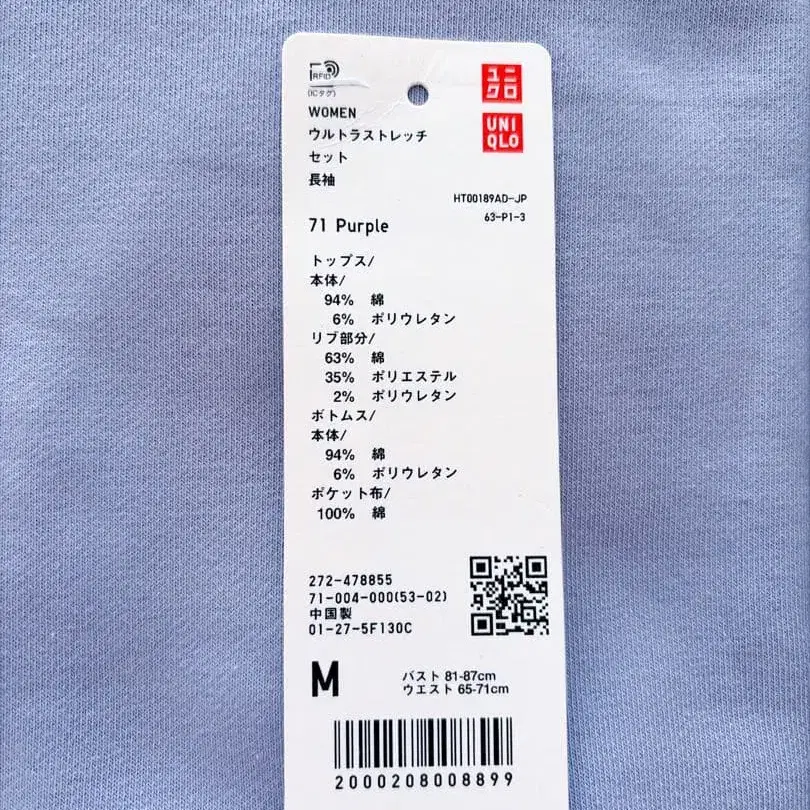 RFID
(ICタグ)
ユニ
クロ
UNI
QLO
WOMEN
ウルトラストレッチ
セット
長袖
HT00189AD-JP
63-P1-3
71 Purple
トップス/
本体/
94% 綿
6% ポリウレタン
リブ部分/
63% 綿
35% ポリエステル
2% ポリウレタン
ボトムス/
本体/
94% 綿
6% ポリウレタン
ポケット布/
100% 綿
272-478855
71-004-000(53-02)
中国製
01-27-5F130C
M
バスト 81-87cm
ウエスト 65-71cm
2000208008899